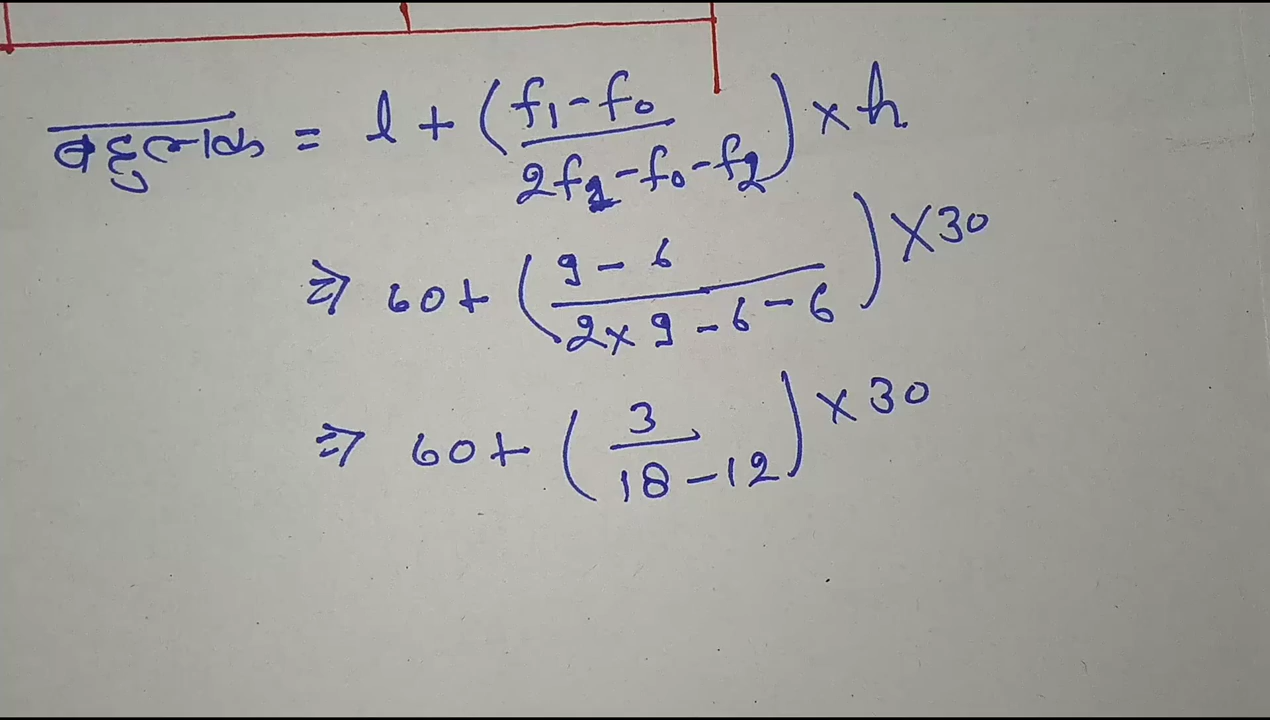 बहुलक = l + (f₁-f₀ / 2f₁-f₀-f₂) × h
⇒ 60+ (9-6 / 2×9-6-6) ×30
⇒ 60+ (3 / 18-12) ×30